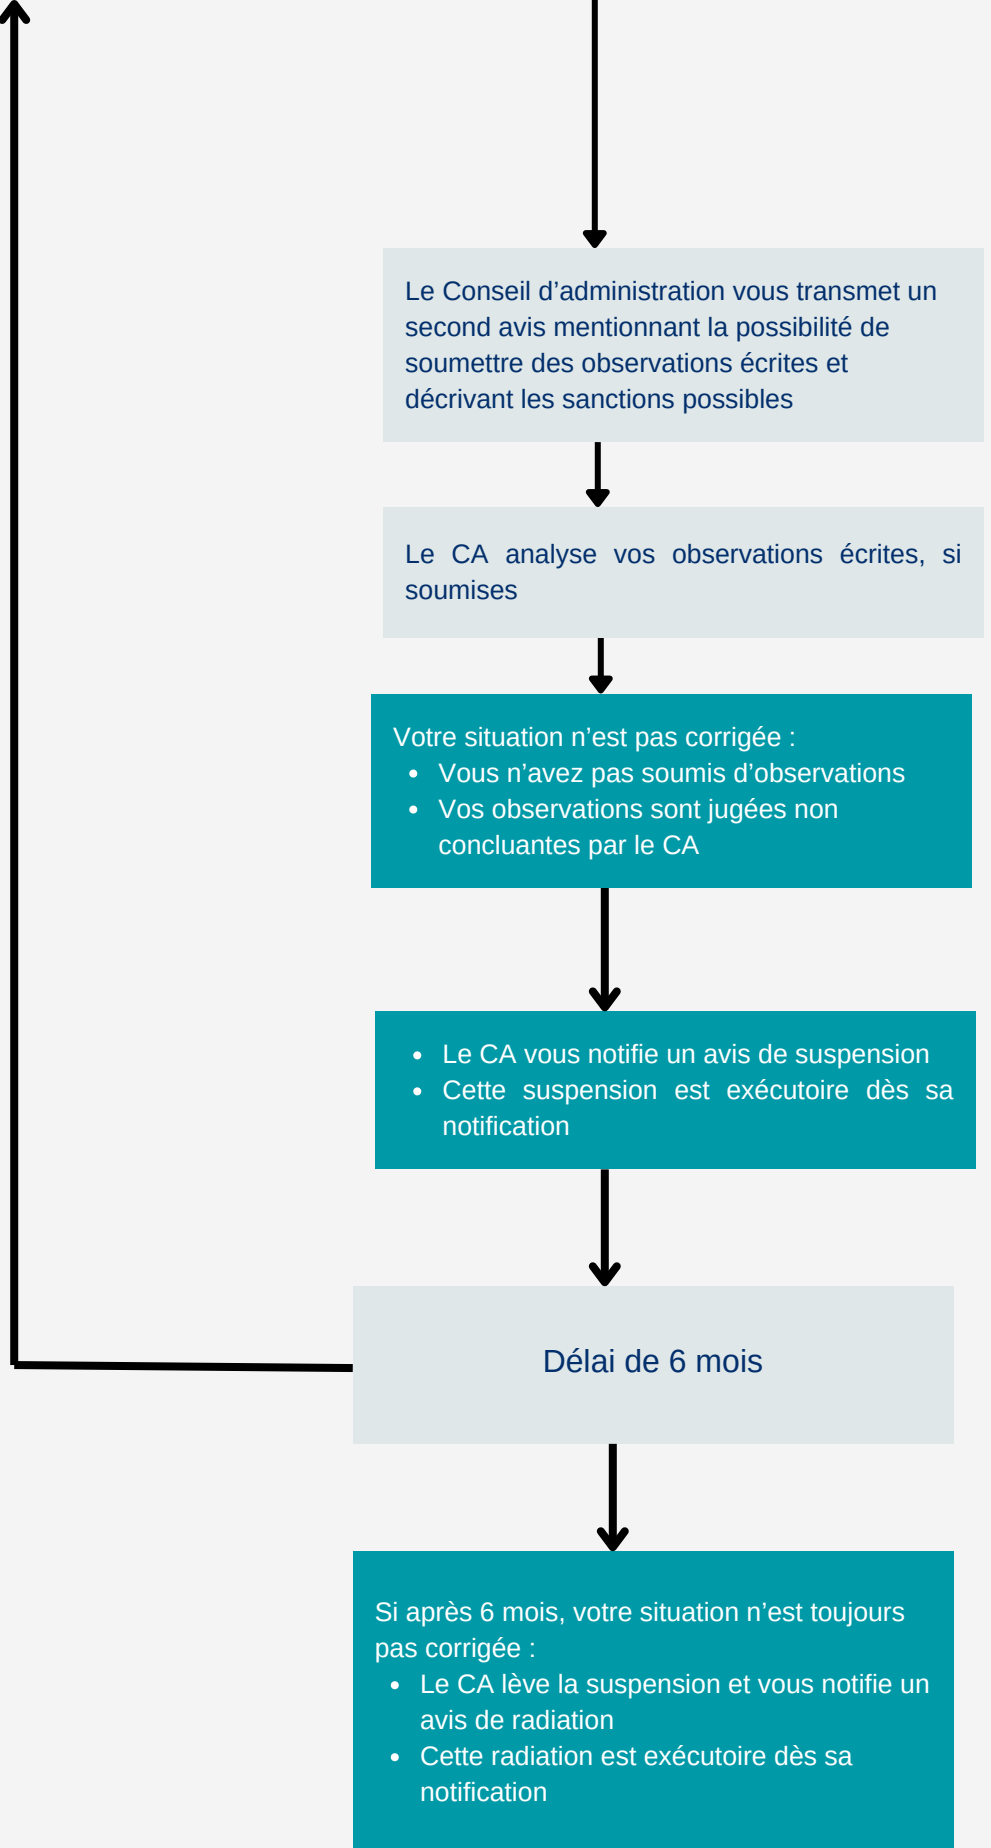 Le Conseil d’administration vous transmet un
second avis mentionnant la possibilité de
soumettre des observations écrites et
décrivant les sanctions possibles
Le CA analyse vos observations écrites, si
soumises
Votre situation n’est pas corrigée :
• Vous n’avez pas soumis d’observations
• Vos observations sont jugées non
concluantes par le CA
• Le CA vous notifie un avis de suspension
• Cette suspension est exécutoire dès sa
notification
Délai de 6 mois
Si après 6 mois, votre situation n’est toujours
pas corrigée :
• Le CA lève la suspension et vous notifie un
avis de radiation
• Cette radiation est exécutoire dès sa
notification